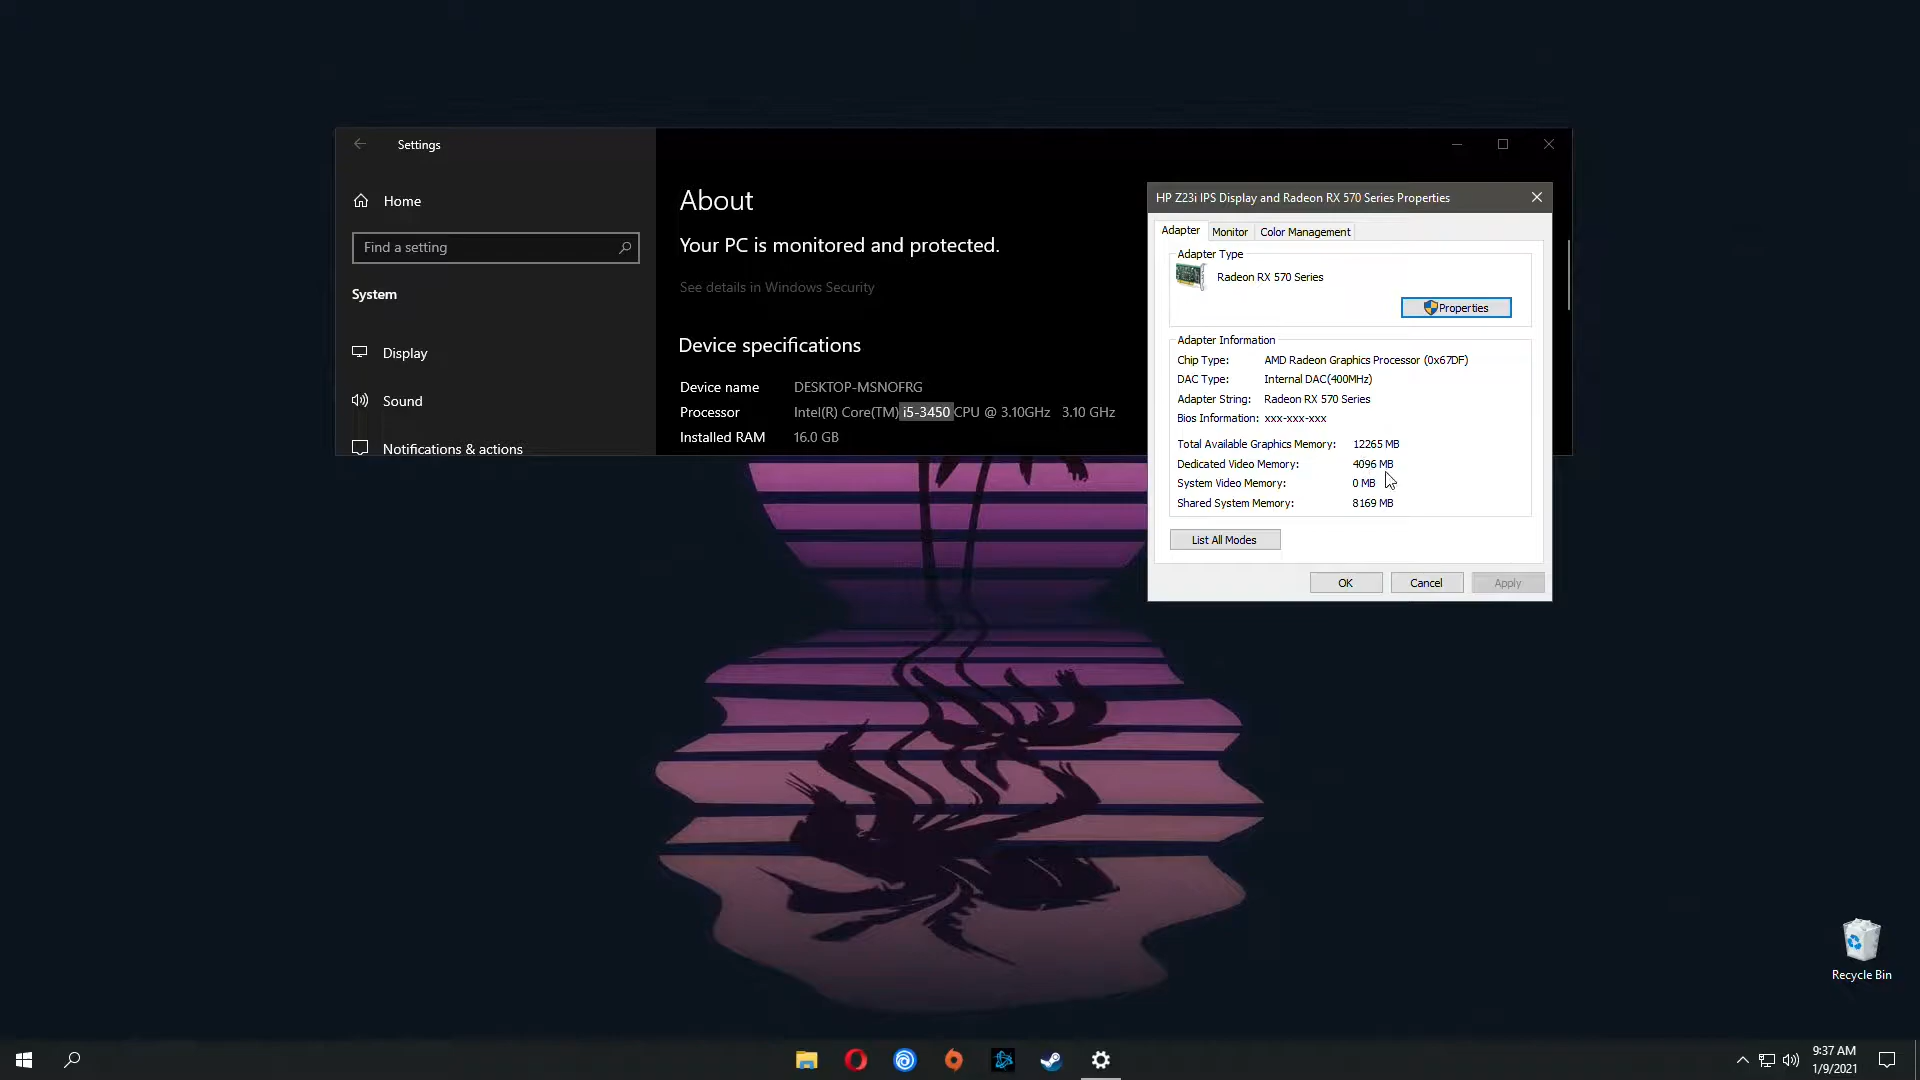 Settings
Home
Find a setting
System
Display
Sound
Notifications & actions
About
Your PC is monitored and protected.
See details in Windows Security
Device specifications
Device name DESKTOP-MSNOFRG
Processor Intel(R) Core(TM) i5-3450 CPU @ 3.10GHz 3.10 GHz
Installed RAM 16.0 GB
HP Z23i IPS Display and Radeon RX 570 Series Properties
Adapter Monitor Color Management
Adapter Type
Radeon RX 570 Series
Properties
Adapter Information
Chip Type: AMD Radeon Graphics Processor (0x67DF)
DAC Type: Internal DAC(400MHz)
Adapter String: Radeon RX 570 Series
Bios Information: xxx-xxx-xxx
Total Available Graphics Memory: 12265 MB
Dedicated Video Memory: 4096 MB
System Video Memory: 0 MB
Shared System Memory: 8169 MB
List All Modes
OK Cancel Apply
Recycle Bin
9:37 AM
1/9/2021